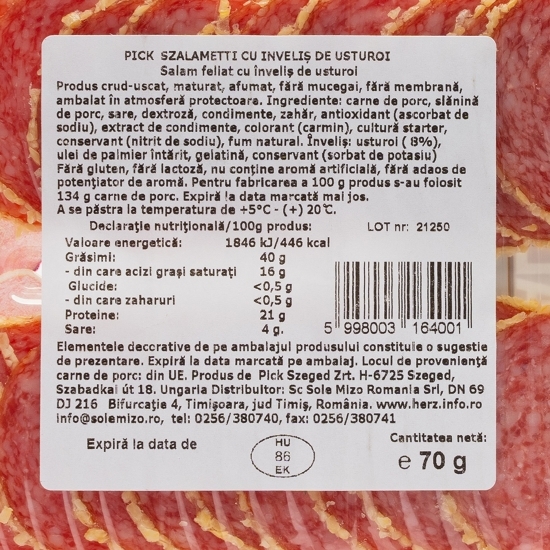 PICK SZALAMETTI CU INVELIȘ DE USTUROI
Salam feliat cu înveliș de usturoi
Produs crud-uscat, maturat, afumat, fără mucegai, fără membrană,
ambalat în atmosferă protectoare. Ingrediente: carne de porc, slănină
de porc, sare, dextroză, condimente, zahăr, antioxidant (ascorbat de
sodiu), extract de condimente, colorant (carmin), cultură starter,
conservant (nitrit de sodiu), fum natural. Înveliș: usturoi ( 8%),
ulei de palmier întărit, gelatină, conservant (sorbat de potasiu)
Fără gluten, fără lactoză, nu conține aromă artificială, fără adaos de
potențiator de aromă. Pentru fabricarea a 100 g produs s-au folosit
134 g carne de porc. Expiră la data marcată mai jos.
A se păstra la temperatura de +5°C - (+) 20°C.
Declarație nutrițională/100g produs: LOT nr: 21250
Valoare energetică: 1846 kJ/446 kcal
Grăsimi: 40 g
- din care acizi grași saturați 16 g
Glucide: <0,5 g
- din care zaharuri <0,5 g
Proteine: 21 g
Sare: 4 g.
5 998003 164001
Elementele decorative de pe ambalajul produsului constituie o sugestie
de prezentare. Expiră la data marcată pe ambalaj. Locul de proveniență
carne de porc: din UE. Produs de Pick Szeged Zrt. H-6725 Szeged,
Szabadkai út 18. Ungaria Distribuitor: Sc Sole Mizo Romania Srl, DN 69
DJ 216 Bifurcație 4, Timișoara, jud Timiș, România. www.herz.info.ro
info@solemizo.ro, tel: 0256/380740, fax: 0256/380741
Expiră la data de
HU
86
EK
Cantitatea netă:
e 70 g